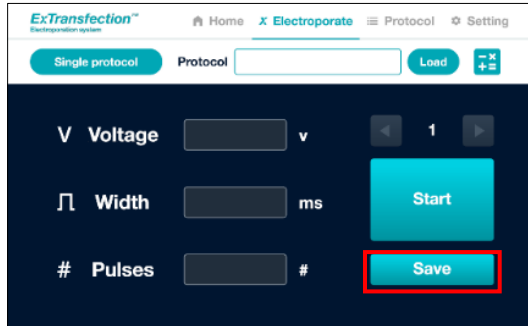 ExTransfection™
Electroporation system
Home Electroporate Protocol Setting
Single protocol Protocol Load
V Voltage v 1
Width ms Start
# Pulses # Save